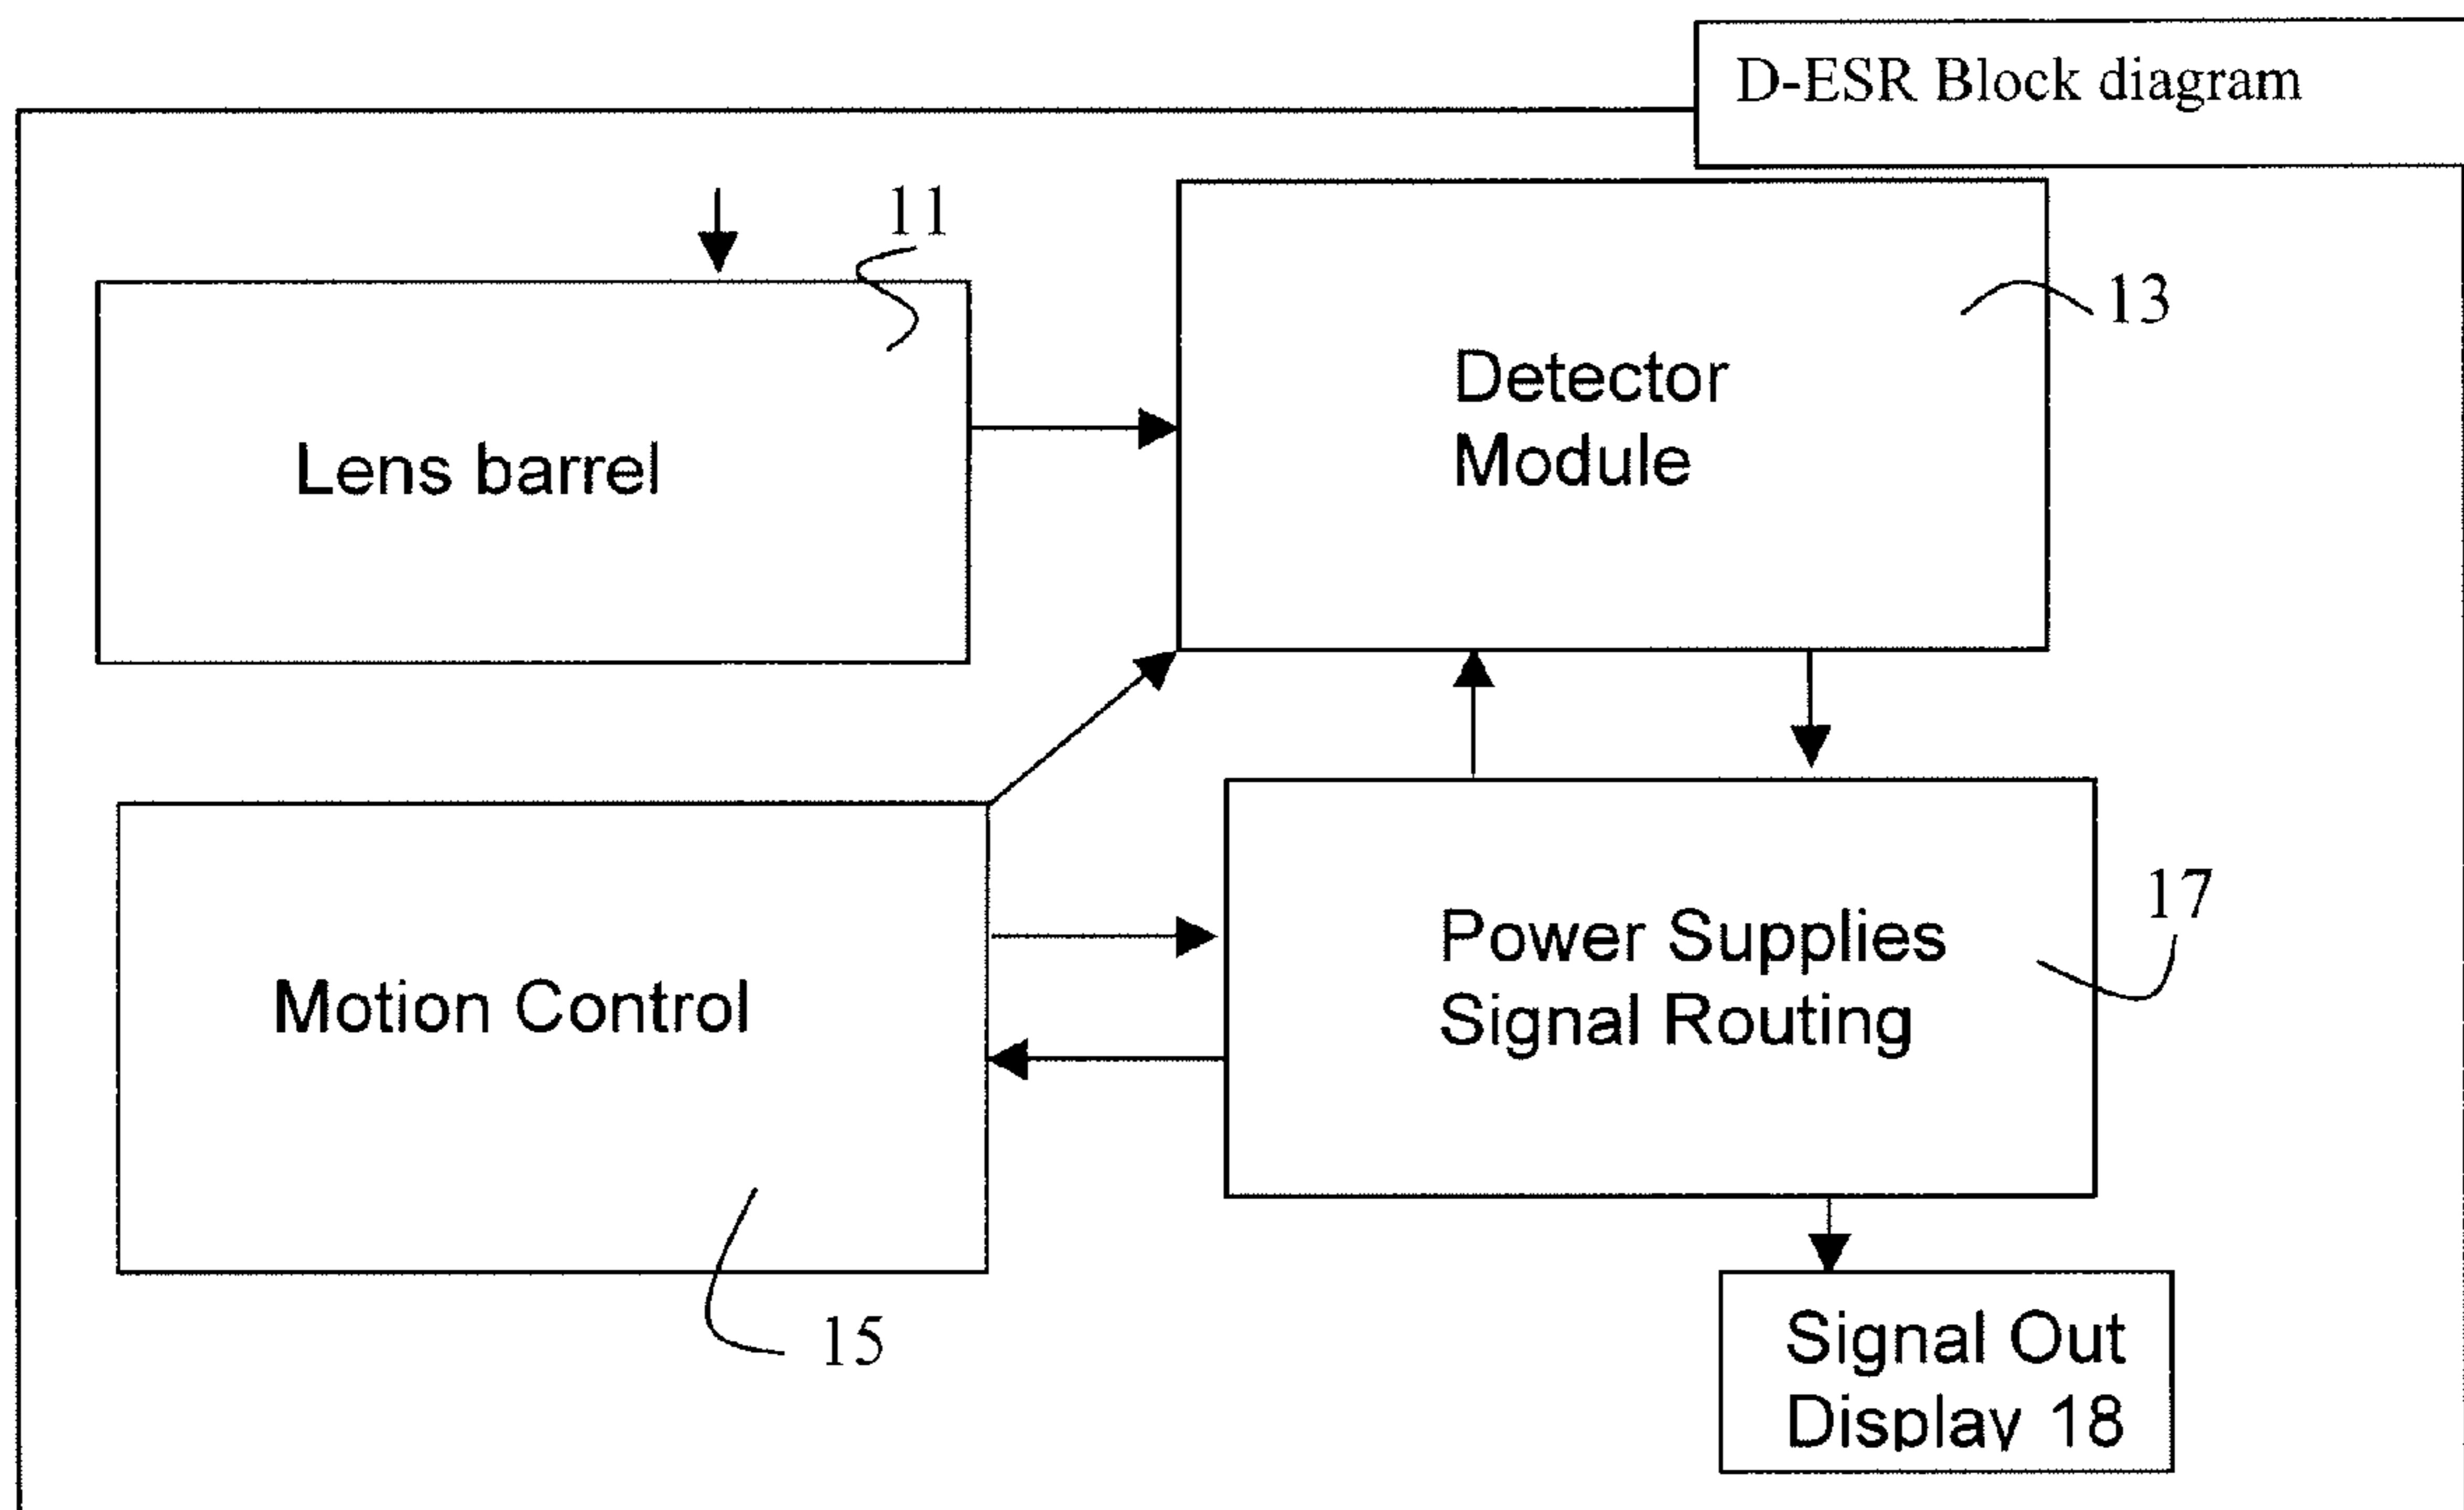 D-ESR Block diagram
11
13
Detector
Module
Lens barrel
17
Power Supplies
Signal Routing
Motion Control
15
Signal Out
Display 18